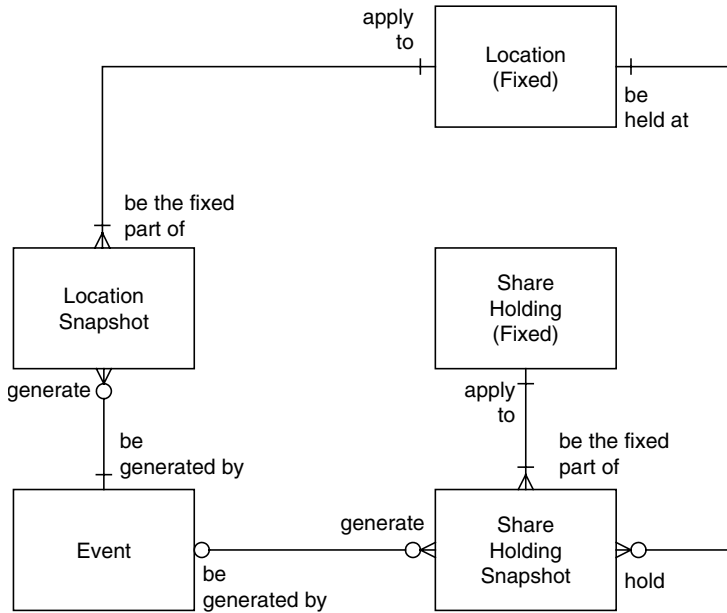 apply
to
Location
(Fixed)
be
held at
be the fixed
part of
Location
Snapshot
Share
Holding
(Fixed)
generate
apply
to
be
generated by
be the fixed
part of
Event
generate
Share
Holding
Snapshot
be
generated by
hold